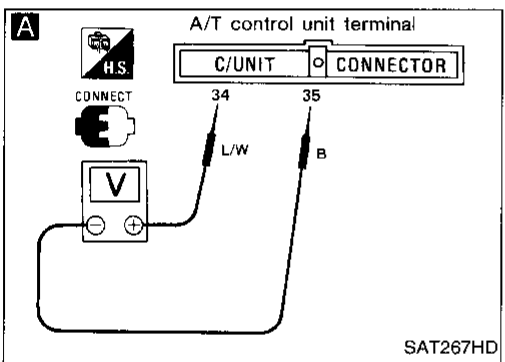 A
A/T control unit terminal
H.S.
C/UNIT CONNECTOR
CONNECT
34 35
L/W
B
V
SAT267HD